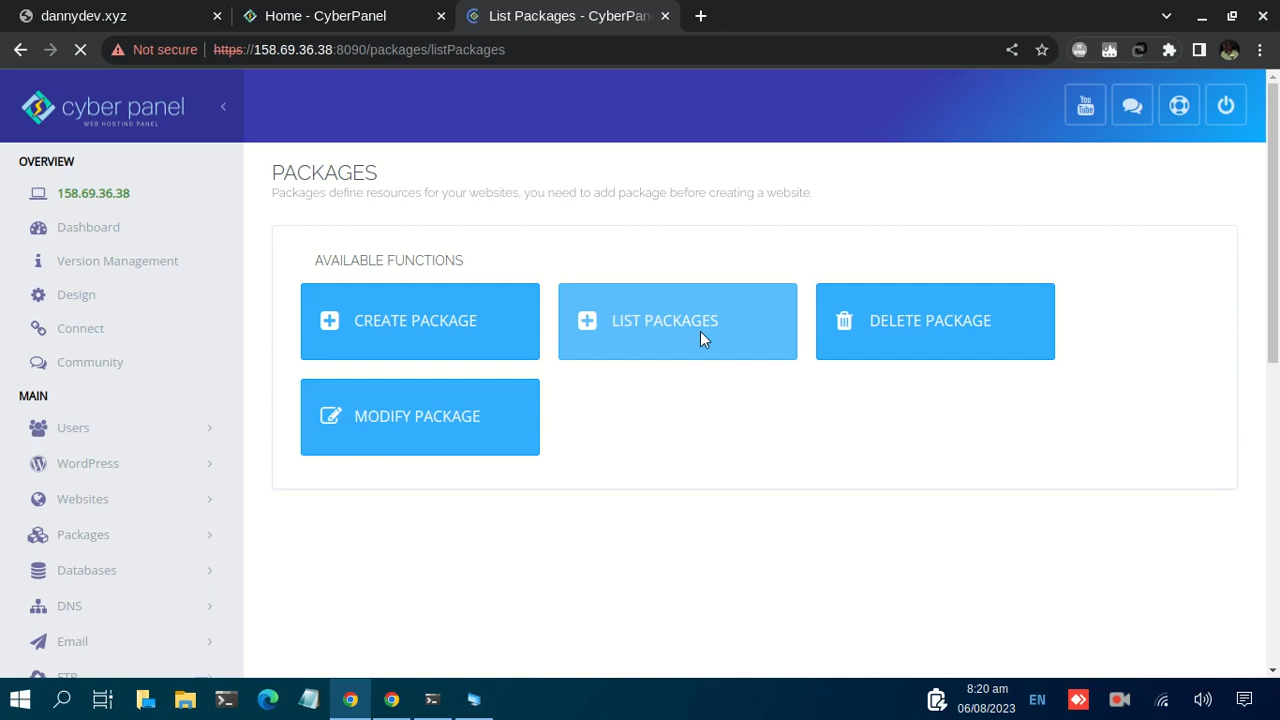 dannydev.xyz
Home - CyberPanel
List Packages - CyberPan
Not secure https://158.69.36.38:8090/packages/listPackages
cyber panel
WEB HOSTING PANEL
You
Tube
OVERVIEW
158.69.36.38
Dashboard
Version Management
Design
Connect
Community
MAIN
Users
WordPress
Websites
Packages
Databases
DNS
Email
FTP
PACKAGES
Packages define resources for your websites, you need to add package before creating a website.
AVAILABLE FUNCTIONS
CREATE PACKAGE
LIST PACKAGES
DELETE PACKAGE
MODIFY PACKAGE
EN
8:20 am
06/08/2023